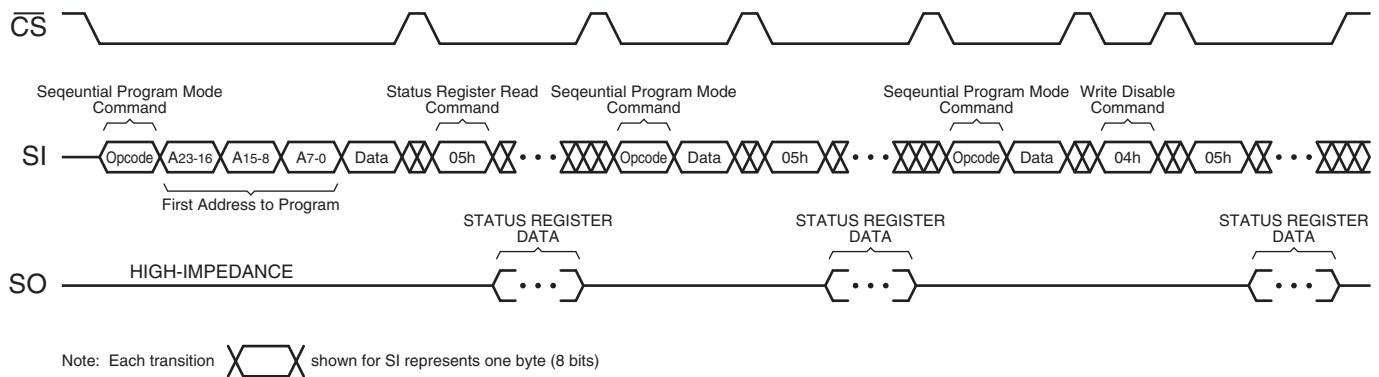 CS
Seqeuntial Program Mode
Command
Status Register Read
Command
Seqeuntial Program Mode
Command
Seqeuntial Program Mode
Command
Write Disable
Command
SI
Opcode A23-16 A15-8 A7-0 Data 05h • • • Opcode Data 05h • • • Opcode Data 04h 05h • • •
First Address to Program
STATUS REGISTER
DATA
STATUS REGISTER
DATA
STATUS REGISTER
DATA
SO
HIGH-IMPEDANCE
• • • • • • • • •
Note: Each transition shown for SI represents one byte (8 bits)